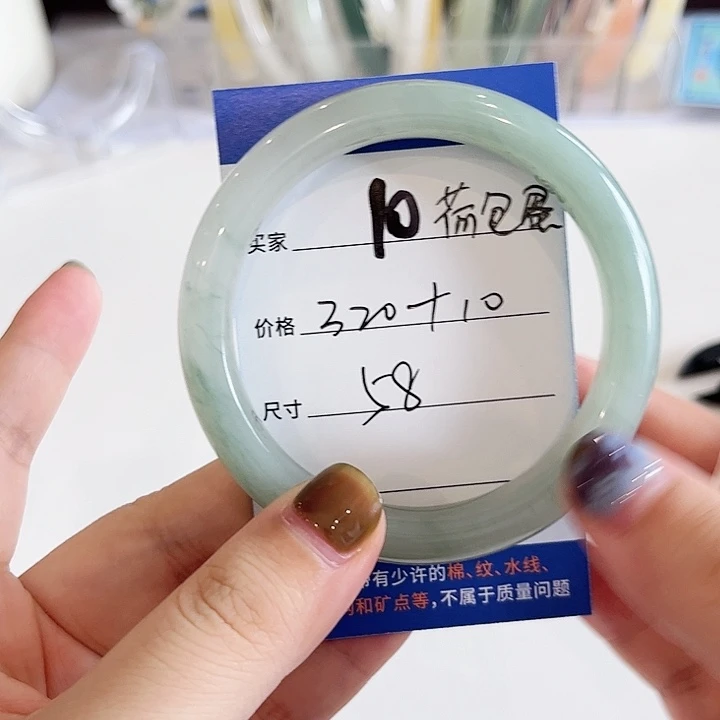 买家 10 荷包蛋
价格 320+10
尺寸 58
有少许的棉、纹、水线、
和矿点等，不属于质量问题